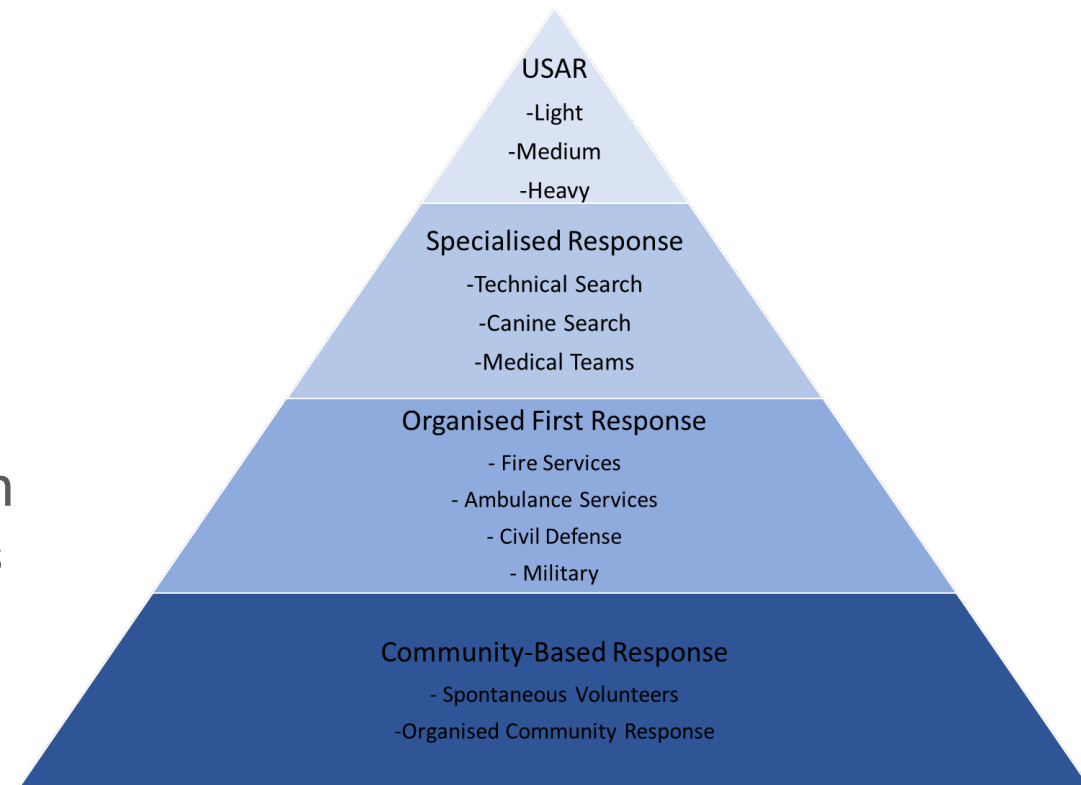 USAR
-Light
-Medium
-Heavy
Specialised Response
-Technical Search
-Canine Search
-Medical Teams
Organised First Response
- Fire Services
- Ambulance Services
- Civil Defense
- Military
Community-Based Response
- Spontaneous Volunteers
-Organised Community Response